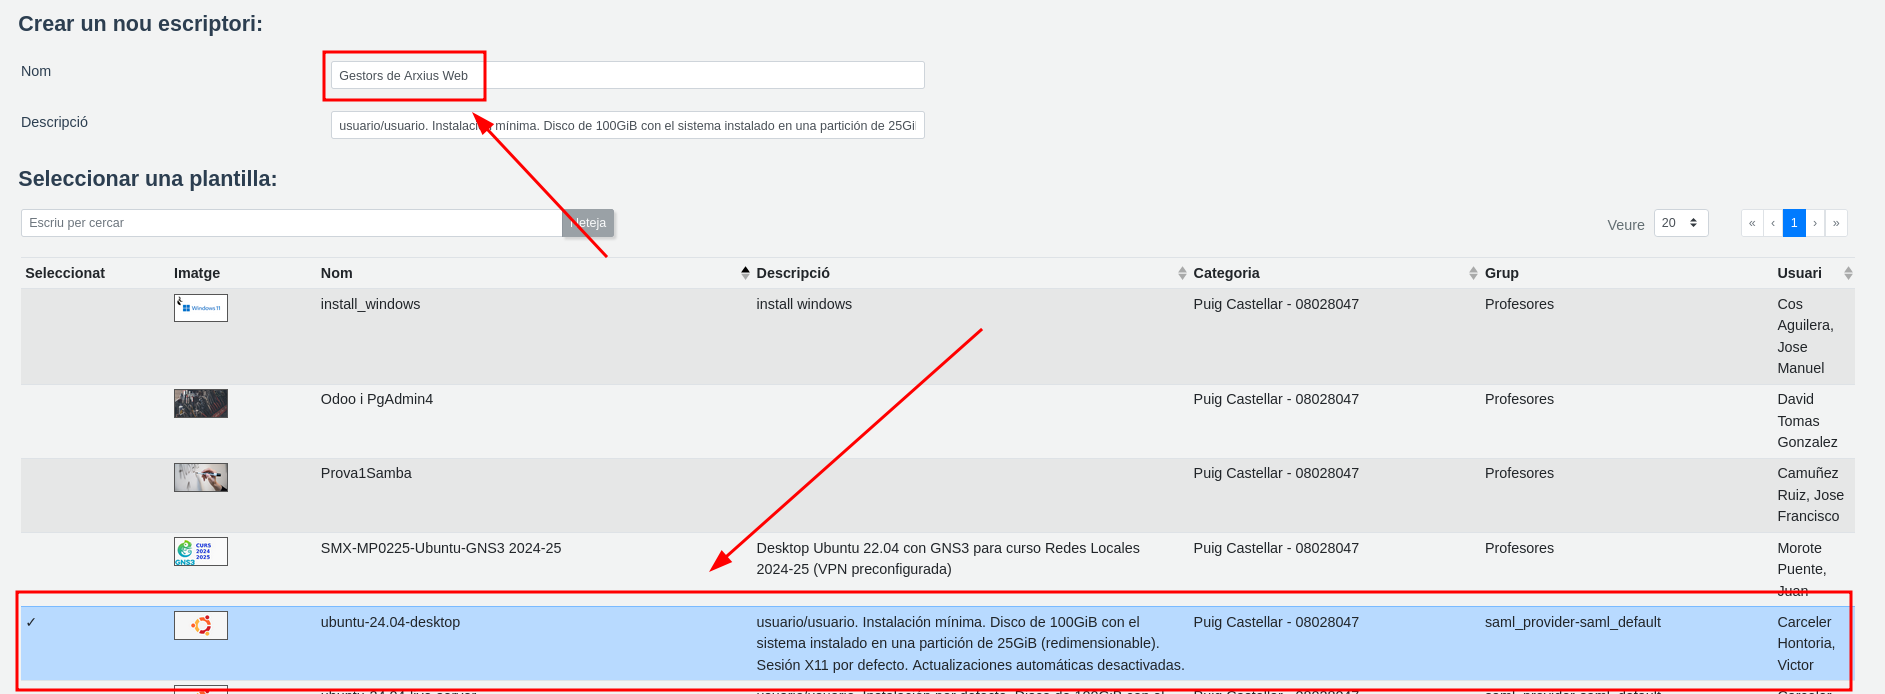 Crear un nou escriptori:
Nom
Gestors de Arxius Web
Descripció
usuario/usuario. Instalación mínima. Disco de 100GiB con el sistema instalado en una partición de 25Gi
Seleccionar una plantilla:
Escriu per cercar
Neteja
Veure 20 « ‹ 1 › »
Seleccionat Imatge Nom Descripció Categoria Grup Usuari
Windows 11 install_windows install windows Puig Castellar - 08028047 Profesores Cos
Aguilera,
Jose
Manuel
Odoo i PgAdmin4 Puig Castellar - 08028047 Profesores David
Tomas
Gonzalez
Prova1Samba Puig Castellar - 08028047 Profesores Camuñez
Ruiz, Jose
Francisco
CURS
2024
2025
GNS3
SMX-MP0225-Ubuntu-GNS3 2024-25 Desktop Ubuntu 22.04 con GNS3 para curso Redes Locales Puig Castellar - 08028047 Profesores Morote
2024-25 (VPN preconfigurada) Puente,
Juan
✓ ubuntu-24.04-desktop usuario/usuario. Instalación mínima. Disco de 100GiB con el Puig Castellar - 08028047 saml_provider-saml_default Carceler
sistema instalado en una partición de 25GiB (redimensionable). Hontoria,
Sesión X11 por defecto. Actualizaciones automáticas desactivadas. Victor